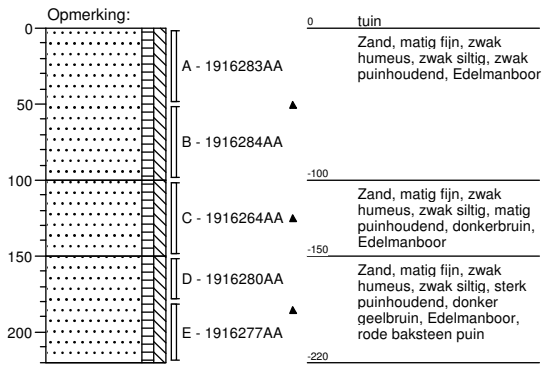 Opmerking:
0
50
100
150
200
A - 1916283AA
B - 1916284AA
C - 1916264AA
D - 1916280AA
E - 1916277AA
0 tuin
Zand, matig fijn, zwak
humeus, zwak siltig, zwak
puinhoudend, Edelmanboor
-100
Zand, matig fijn, zwak
humeus, zwak siltig, matig
puinhoudend, donkerbruin,
Edelmanboor
-150
Zand, matig fijn, zwak
humeus, zwak siltig, sterk
puinhoudend, donker
geelbruin, Edelmanboor,
rode baksteen puin
-220